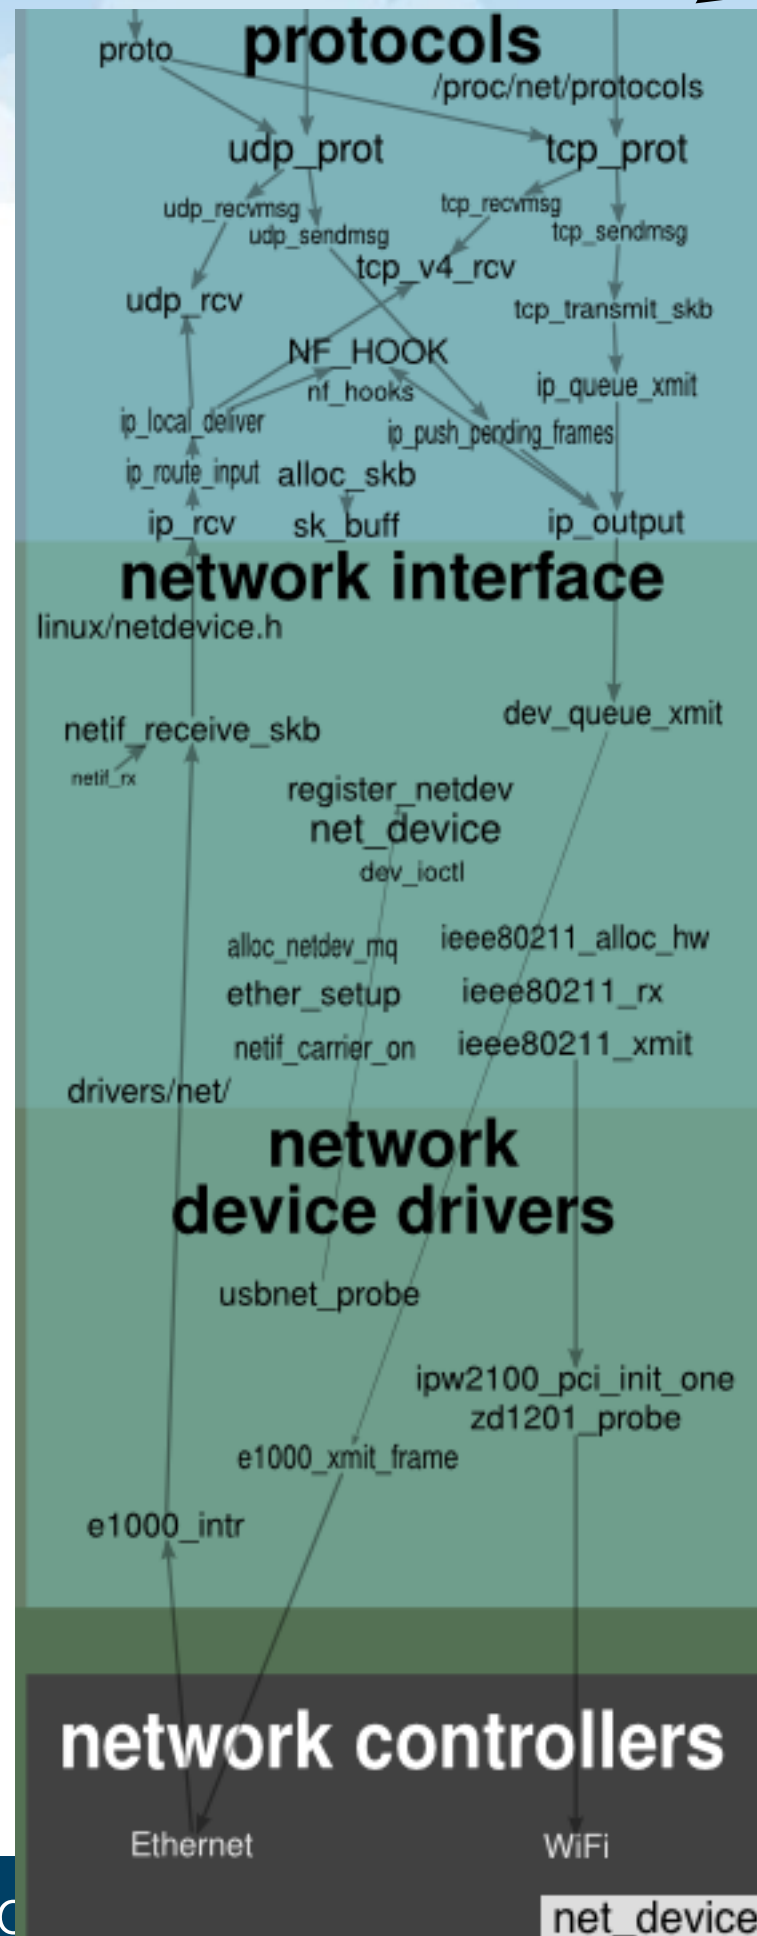 protocols
proto
/proc/net/protocols
udp_prot
tcp_prot
udp_recvmsg
tcp_recvmsg
udp_sendmsg
tcp_sendmsg
tcp_v4_rcv
udp_rcv
tcp_transmit_skb
NF_HOOK
nf_hooks
ip_queue_xmit
ip_local_deliver
ip_push_pending_frames
ip_route_input
alloc_skb
ip_rcv
sk_buff
ip_output
network interface
linux/netdevice.h
dev_queue_xmit
netif_receive_skb
netif_rx
register_netdev
net_device
dev_ioctl
alloc_netdev_mq
ieee80211_alloc_hw
ether_setup
ieee80211_rx
netif_carrier_on
ieee80211_xmit
drivers/net/
network
device drivers
usbnet_probe
ipw2100_pci_init_one
zd1201_probe
e1000_xmit_frame
e1000_intr
network controllers
Ethernet
WiFi
net_device